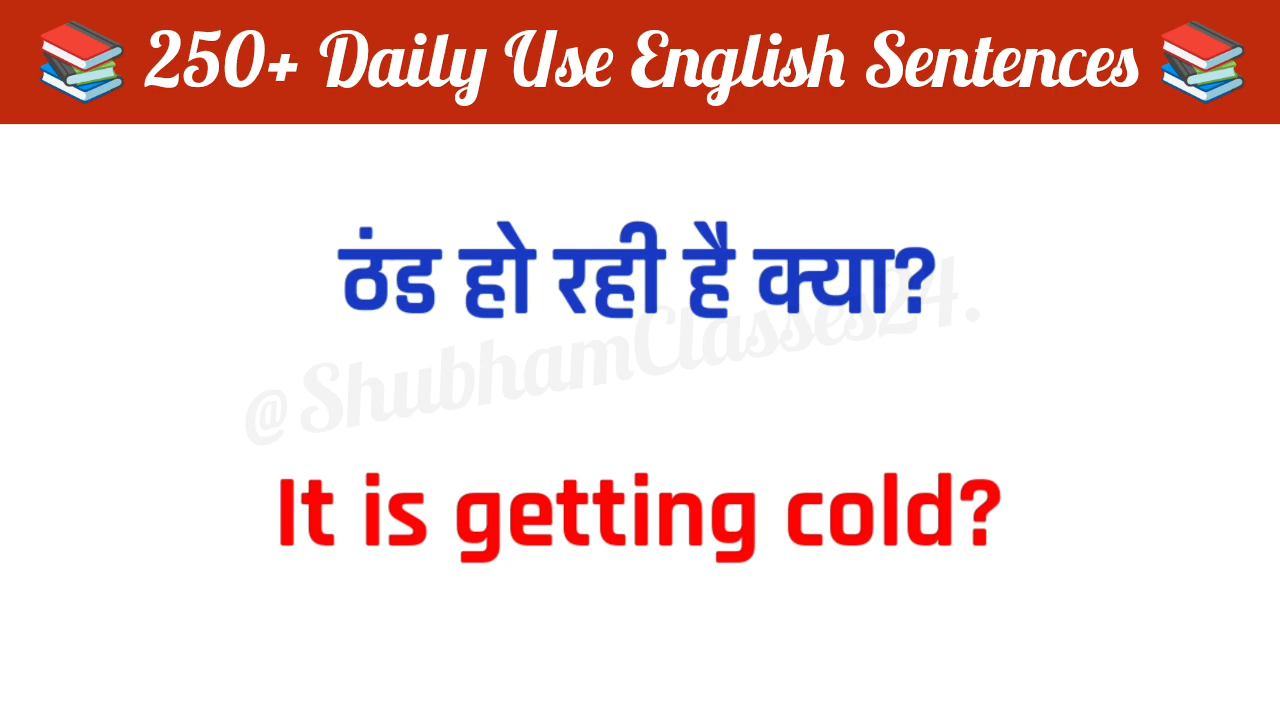 250+ Daily Use English Sentences
ठंड हो रही है क्या?
@ShubhamClasses24.
It is getting cold?